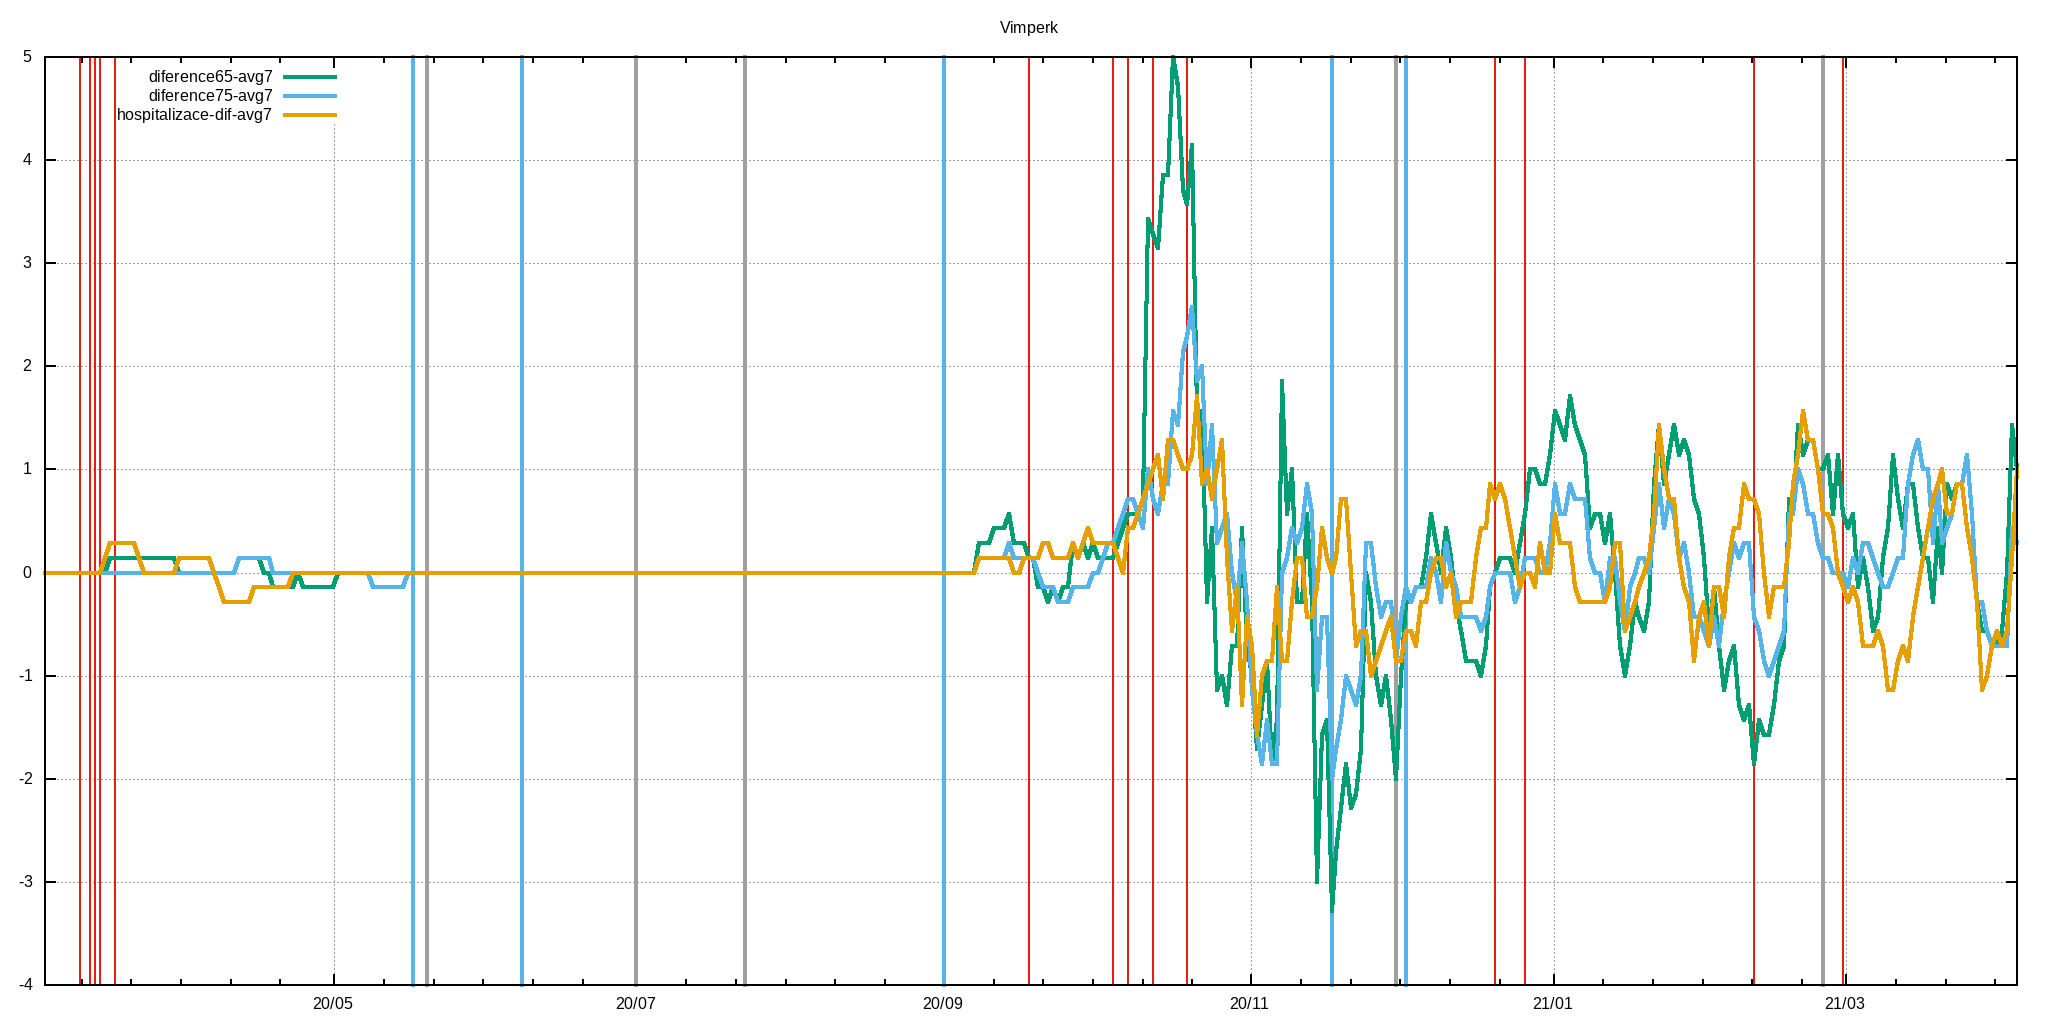 Vimperk
5
diference65-avg7
diference75-avg7
hospitalizace-dif-avg7
4
3
2
1
0
-1
-2
-3
-4
20/05 20/07 20/09 20/11 21/01 21/03